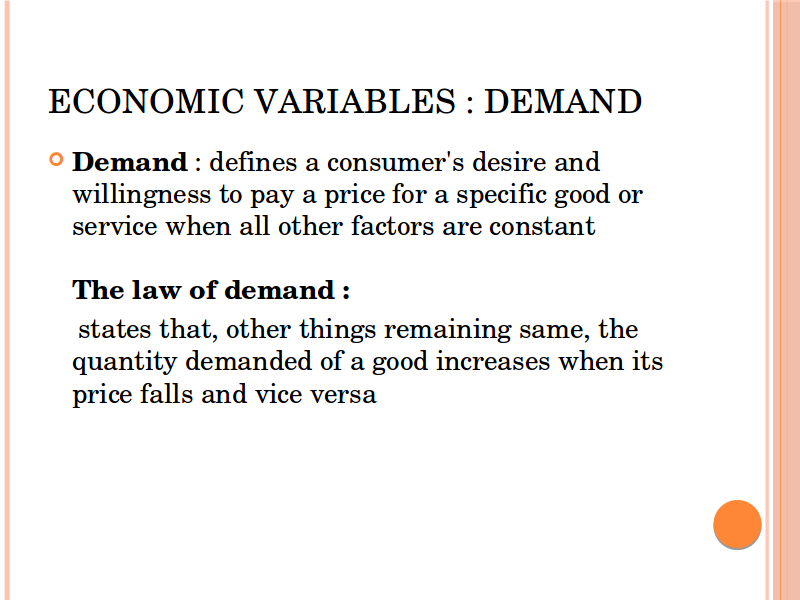 ECONOMIC VARIABLES : DEMAND
Demand : defines a consumer's desire and
willingness to pay a price for a specific good or
service when all other factors are constant
The law of demand :
states that, other things remaining same, the
quantity demanded of a good increases when its
price falls and vice versa